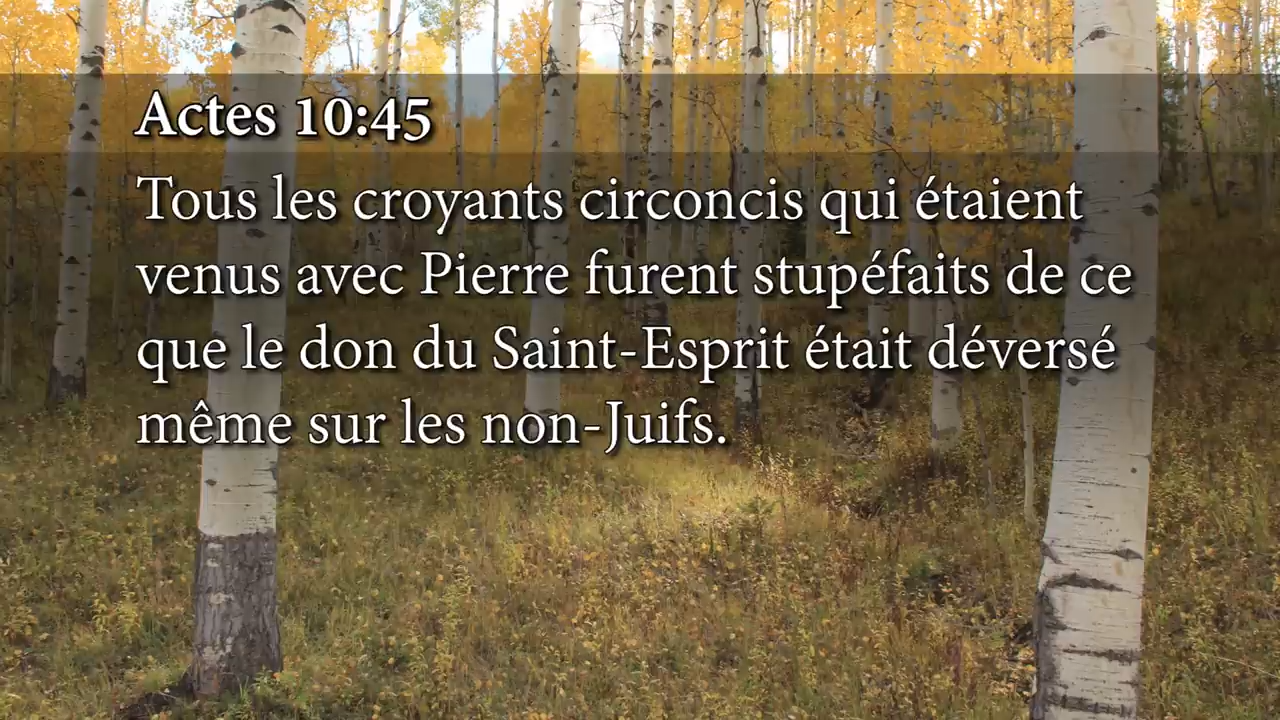 Actes 10:45
Tous les croyants circoncis qui étaient
venus avec Pierre furent stupéfaits de ce
que le don du Saint-Esprit était déversé
même sur les non-Juifs.